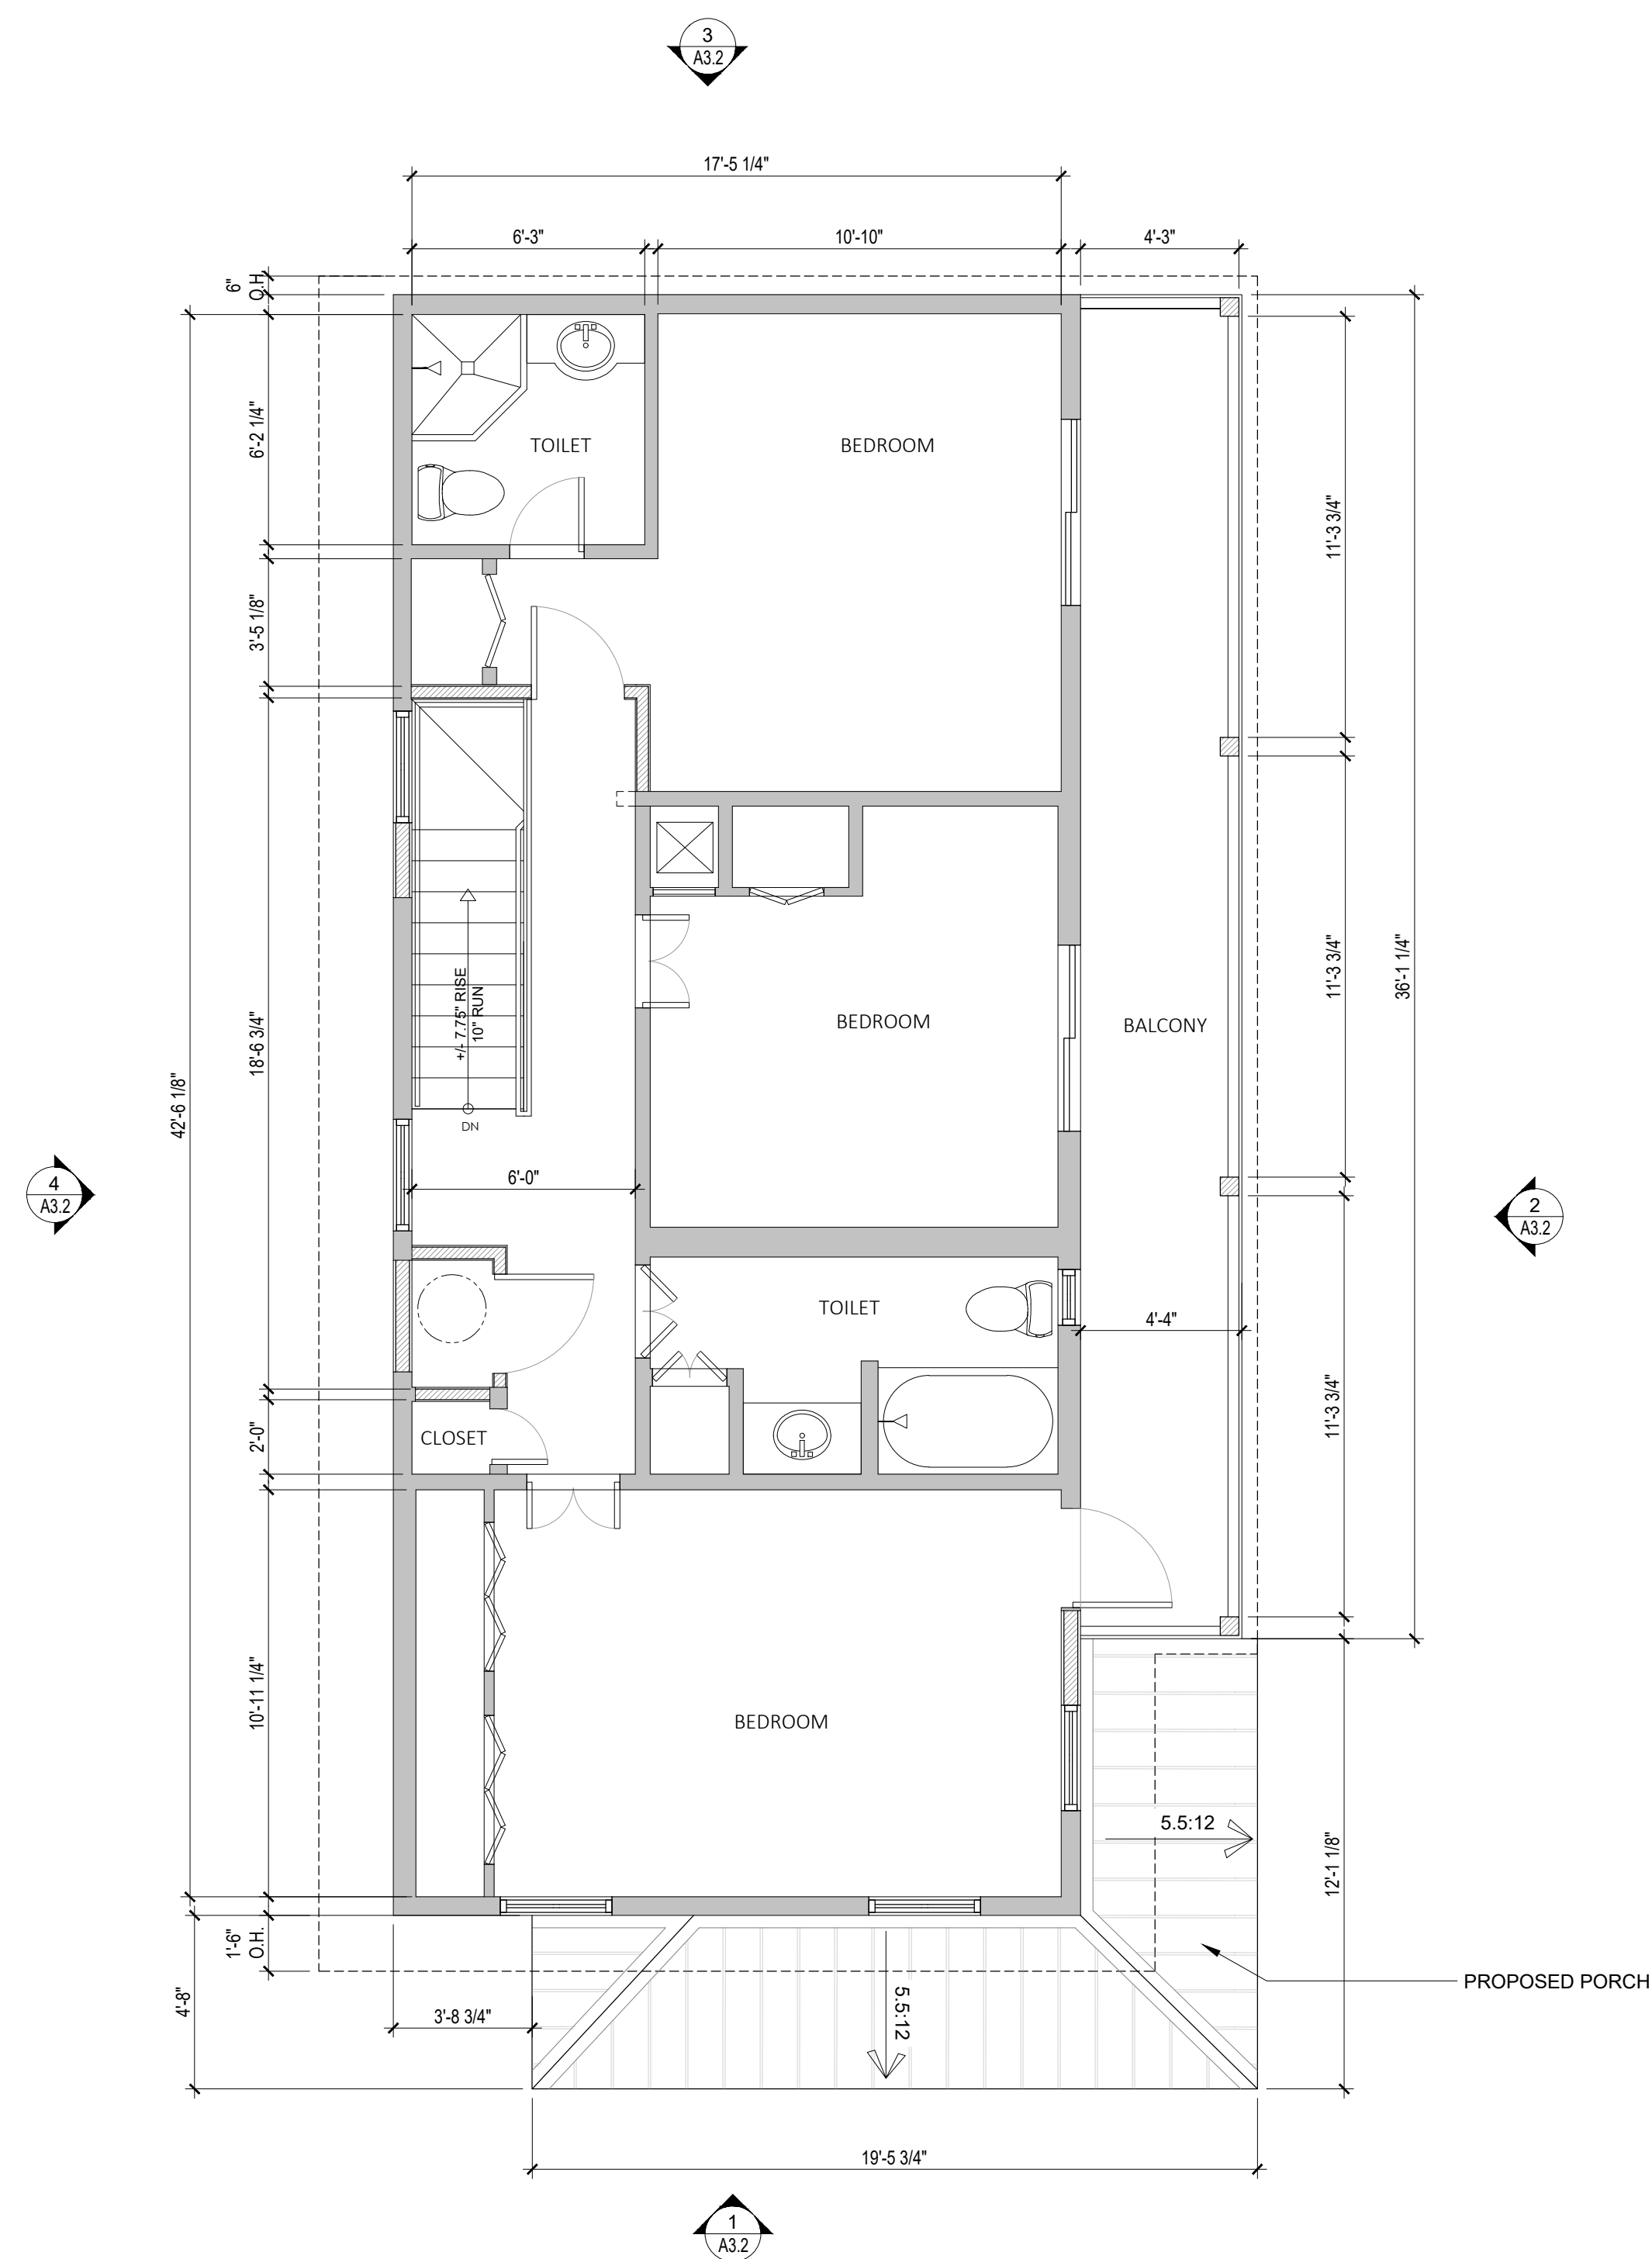 3
A3.2
17'-5 1/4"
6'-3"
10'-10"
4'-3"
6"
O.H.
6'-2 1/4"
TOILET
BEDROOM
11'-3 3/4"
3'-5 1/8"
18'-6 3/4"
+/- 7.75" RISE
10" RUN
DN
BEDROOM
BALCONY
11'-3 3/4"
36'-1 1/4"
42'-6 1/8"
6'-0"
4
A3.2
2
A3.2
TOILET
4'-4"
11'-3 3/4"
2'-0"
CLOSET
10'-11 1/4"
BEDROOM
5.5:12
12'-1 1/8"
1'-6"
O.H.
4'-8"
3'-8 3/4"
5.5:12
PROPOSED PORCH
19'-5 3/4"
1
A3.2